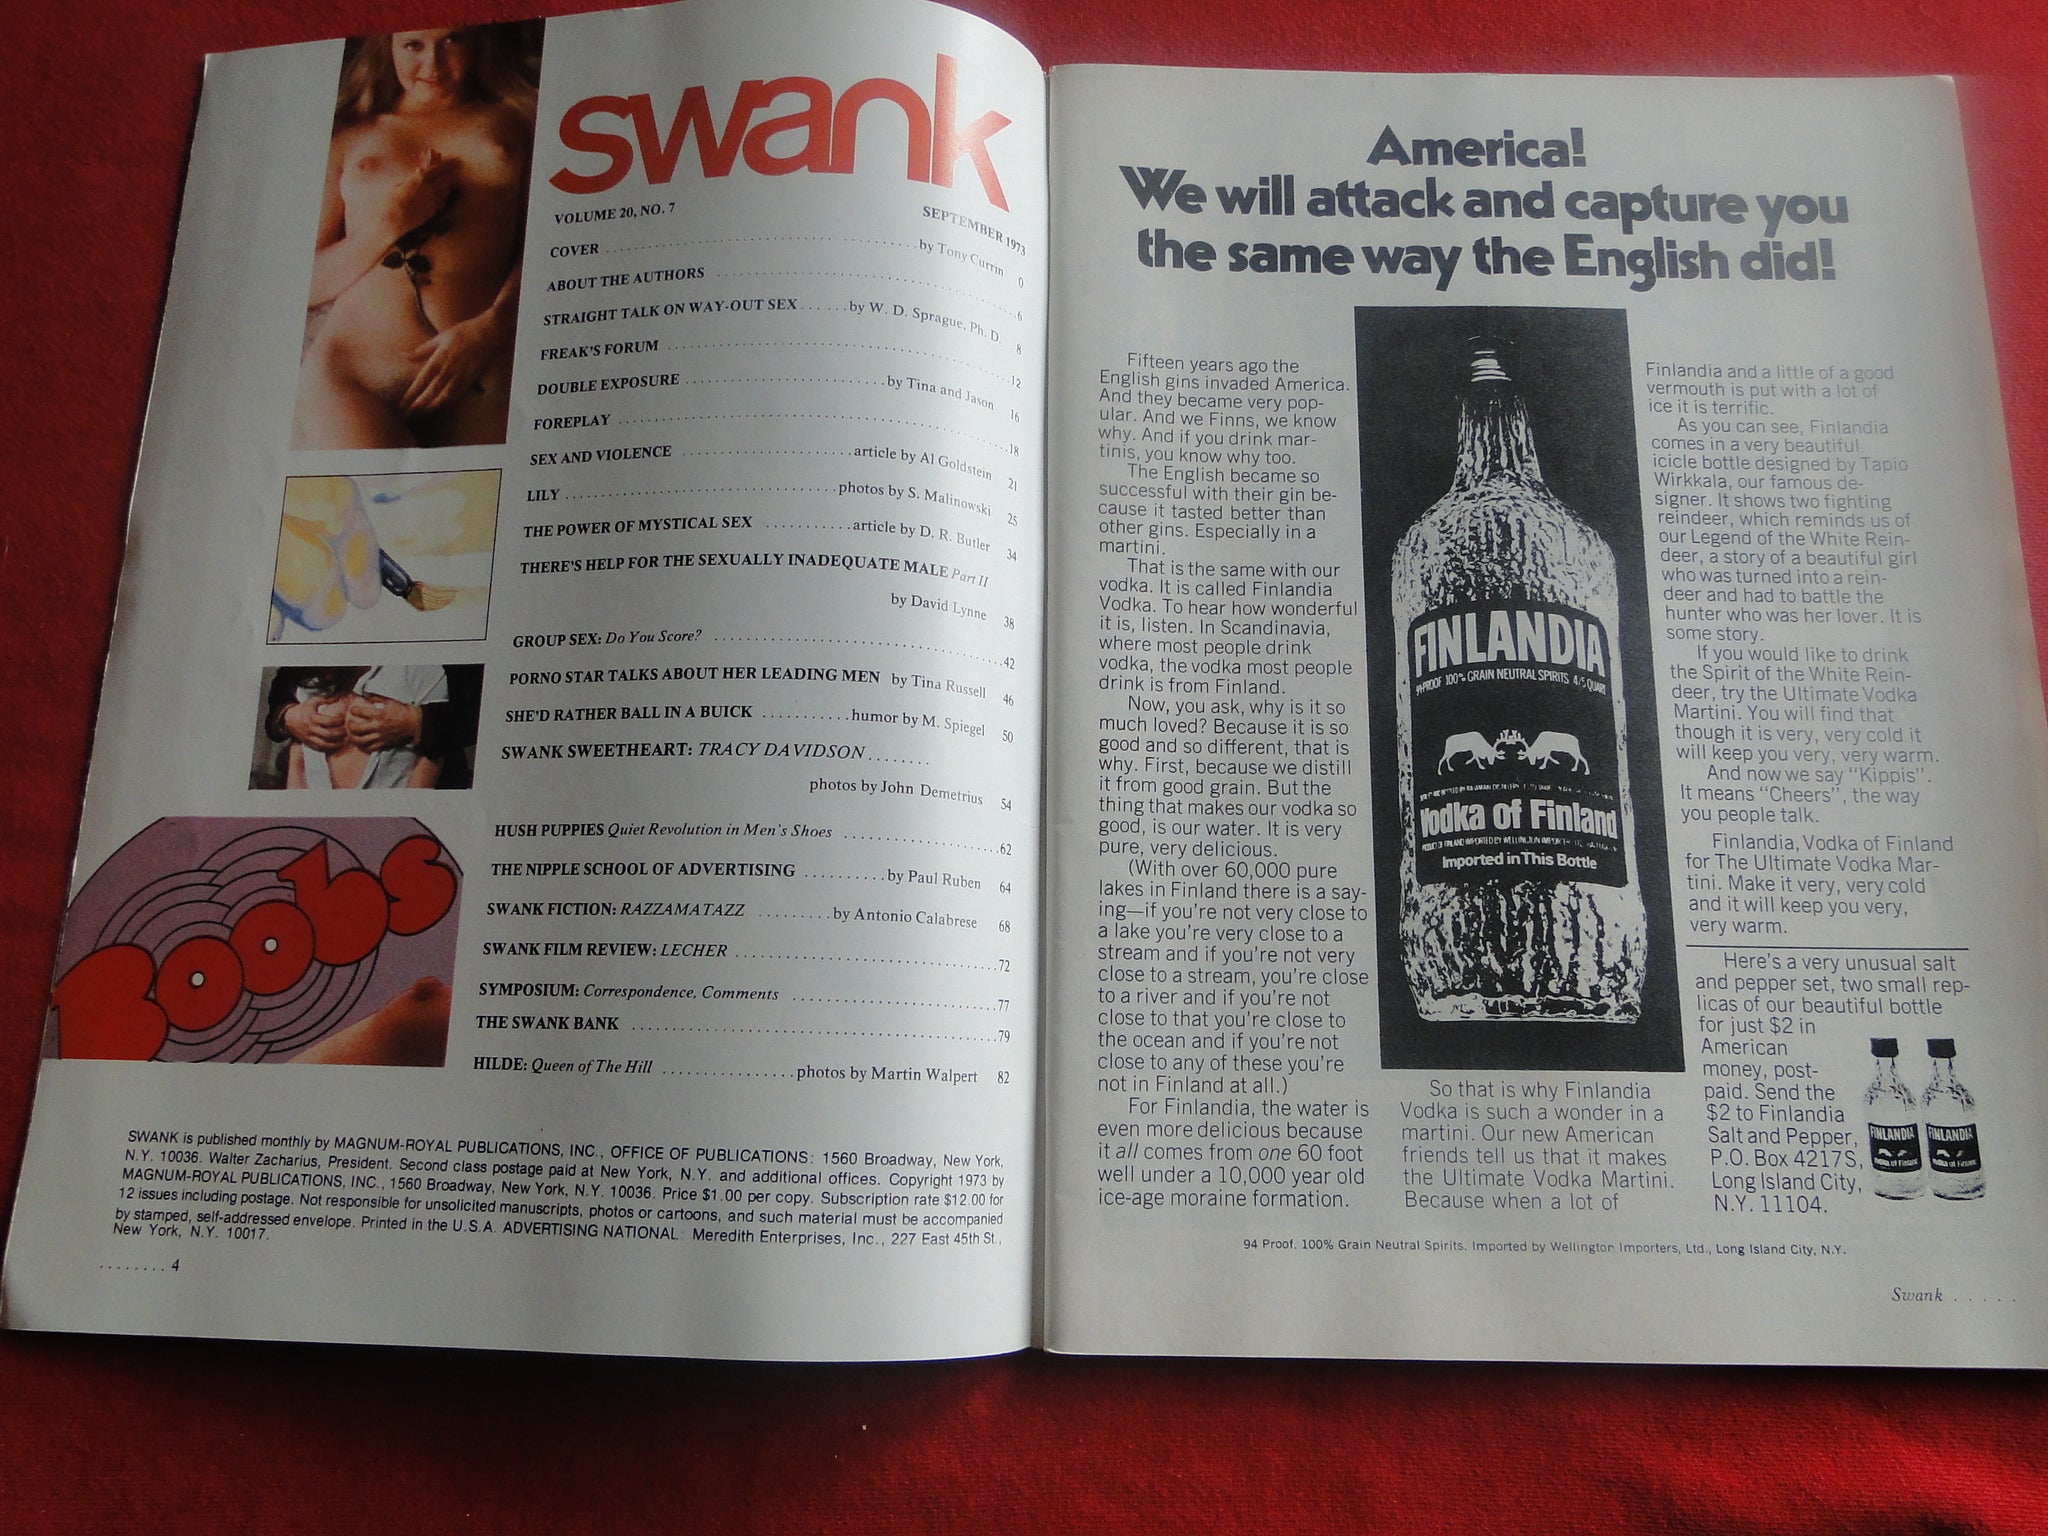 swank
VOLUME 20, NO. 7 SEPTEMBER 1973
COVER by Tony Currin 0
ABOUT THE AUTHORS 6
STRAIGHT TALK ON WAY-OUT SEX by W. D. Sprague, Ph. D. 8
FREAK'S FORUM 12
DOUBLE EXPOSURE by Tina and Jason 16
FOREPLAY 18
SEX AND VIOLENCE article by Al Goldstein 21
LILY photos by S. Malinowski 25
THE POWER OF MYSTICAL SEX article by D. R. Butler 34
THERE'S HELP FOR THE SEXUALLY INADEQUATE MALE Part II
by David Lynne 38
GROUP SEX: Do You Score? 42
PORNO STAR TALKS ABOUT HER LEADING MEN by Tina Russell 46
SHE'D RATHER BALL IN A BUICK humor by M. Spiegel 50
SWANK SWEETHEART: TRACY DAVIDSON
photos by John Demetrius 54
HUSH PUPPIES Quiet Revolution in Men's Shoes 62
THE NIPPLE SCHOOL OF ADVERTISING by Paul Ruben 64
SWANK FICTION: RAZZAMATAZZ by Antonio Calabrese 68
SWANK FILM REVIEW: LECHER 72
SYMPOSIUM: Correspondence, Comments 77
THE SWANK BANK 79
HILDE: Queen of The Hill photos by Martin Walpert 82
Boobs
SWANK is published monthly by MAGNUM-ROYAL PUBLICATIONS, INC., OFFICE OF PUBLICATIONS: 1560 Broadway, New York,
N.Y. 10036. Walter Zacharius, President. Second class postage paid at New York, N.Y. and additional offices. Copyright 1973 by
MAGNUM-ROYAL PUBLICATIONS, INC., 1560 Broadway, New York, N.Y. 10036. Price $1.00 per copy. Subscription rate $12.00 for
12 issues including postage. Not responsible for unsolicited manuscripts, photos or cartoons, and such material must be accompanied
by stamped, self-addressed envelope. Printed in the U.S.A. ADVERTISING NATIONAL: Meredith Enterprises, Inc., 227 East 45th St.,
New York, N.Y. 10017.
........4
America!
We will attack and capture you
the same way the English did!
Fifteen years ago the
English gins invaded America.
And they became very pop-
ular. And we Finns, we know
why. And if you drink mar-
tinis, you know why too.
The English became so
successful with their gin be-
cause it tasted better than
other gins. Especially in a
martini.
That is the same with our
vodka. It is called Finlandia
Vodka. To hear how wonderful
it is, listen. In Scandinavia,
where most people drink
vodka, the vodka most people
drink is from Finland.
Now, you ask, why is it so
much loved? Because it is so
good and so different, that is
why. First, because we distill
it from good grain. But the
thing that makes our vodka so
good, is our water. It is very
pure, very delicious.
(With over 60,000 pure
lakes in Finland there is a say-
ing—if you're not very close to
a lake you're very close to a
stream and if you're not very
close to a stream, you're close
to a river and if you're not
close to that you're close to
the ocean and if you're not
close to any of these you're
not in Finland at all.)
For Finlandia, the water is
even more delicious because
it all comes from one 60 foot
well under a 10,000 year old
ice-age moraine formation.
FINLANDIA
94 PROOF 100% GRAIN NEUTRAL SPIRITS 4/5 QUART
Vodka of Finland
Imported in This Bottle
So that is why Finlandia
Vodka is such a wonder in a
martini. Our new American
friends tell us that it makes
the Ultimate Vodka Martini.
Because when a lot of
Finlandia and a little of a good
vermouth is put with a lot of
ice it is terrific.
As you can see, Finlandia
comes in a very beautiful
icicle bottle designed by Tapio
Wirkkala, our famous de-
signer. It shows two fighting
reindeer, which reminds us of
our Legend of the White Rein-
deer, a story of a beautiful girl
who was turned into a rein-
deer and had to battle the
hunter who was her lover. It is
some story.
If you would like to drink
the Spirit of the White Rein-
deer, try the Ultimate Vodka
Martini. You will find that
though it is very, very cold it
will keep you very, very warm.
And now we say "Kippis".
It means "Cheers", the way
you people talk.
Finlandia, Vodka of Finland
for The Ultimate Vodka Mar-
tini. Make it very, very cold
and it will keep you very,
very warm.
Here's a very unusual salt
and pepper set, two small rep-
licas of our beautiful bottle
for just $2 in
American
money, post-
paid. Send the
$2 to Finlandia
Salt and Pepper,
P.O. Box 4217S,
Long Island City,
N.Y. 11104.
FINLANDIA
Vodka of Finland
FINLANDIA
Vodka of Finland
94 Proof. 100% Grain Neutral Spirits. Imported by Wellington Importers, Ltd., Long Island City, N.Y.
Swank .....